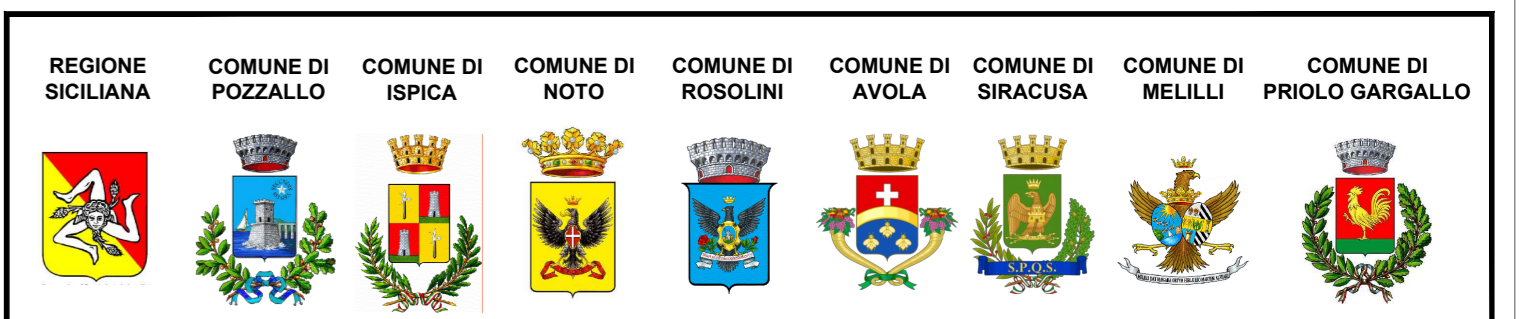 REGIONE
SICILIANA
COMUNE DI
POZZALLO
COMUNE DI
ISPICA
COMUNE DI
NOTO
COMUNE DI
ROSOLINI
COMUNE DI
AVOLA
COMUNE DI
SIRACUSA
COMUNE DI
MELILLI
COMUNE DI
PRIOLO GARGALLO
S.P.Q.S.